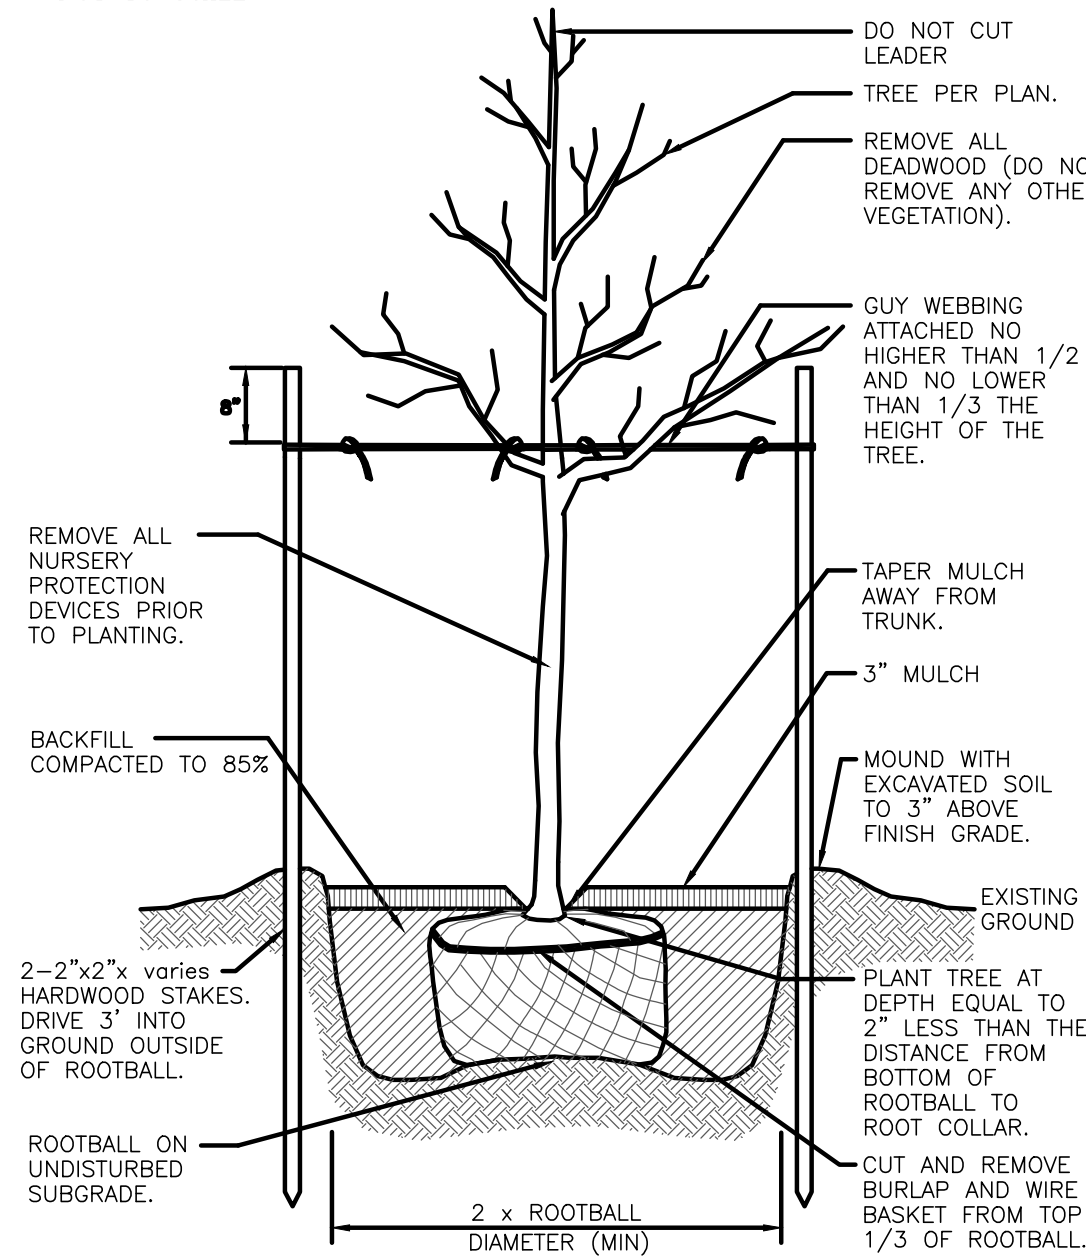 DO NOT CUT
LEADER
TREE PER PLAN.
REMOVE ALL
DEADWOOD (DO NO
REMOVE ANY OTHE
VEGETATION).
GUY WEBBING
ATTACHED NO
HIGHER THAN 1/2
AND NO LOWER
THAN 1/3 THE
HEIGHT OF THE
TREE.
8"
REMOVE ALL
NURSERY
PROTECTION
DEVICES PRIOR
TO PLANTING.
TAPER MULCH
AWAY FROM
TRUNK.
3" MULCH
BACKFILL
COMPACTED TO 85%
MOUND WITH
EXCAVATED SOIL
TO 3" ABOVE
FINISH GRADE.
EXISTING
GROUND
2-2"x2"x varies
HARDWOOD STAKES.
DRIVE 3' INTO
GROUND OUTSIDE
OF ROOTBALL.
PLANT TREE AT
DEPTH EQUAL TO
2" LESS THAN THE
DISTANCE FROM
BOTTOM OF
ROOTBALL TO
ROOT COLLAR.
ROOTBALL ON
UNDISTURBED
SUBGRADE.
CUT AND REMOVE
BURLAP AND WIRE
BASKET FROM TOP
1/3 OF ROOTBALL.
2 x ROOTBALL
DIAMETER (MIN)